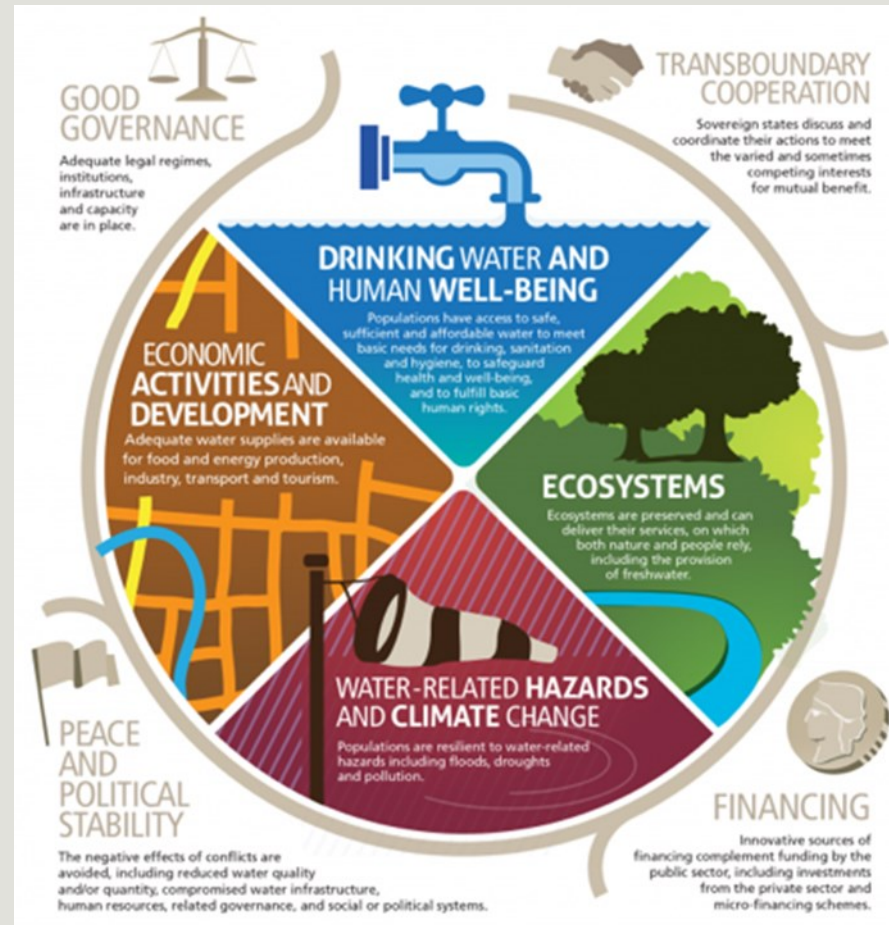 GOOD
GOVERNANCE
Adequate legal regimes,
institutions,
infrastructure
and capacity
are in place.
TRANSBOUNDARY
COOPERATION
Sovereign states discuss and
coordinate their actions to meet
the varied and sometimes
competing interests
for mutual benefit.
DRINKING WATER AND
HUMAN WELL-BEING
Populations have access to safe,
sufficient and affordable water to meet
basic needs for drinking, sanitation
and hygiene, to safeguard
health and well-being,
and to fulfill basic
human rights.
ECONOMIC
ACTIVITIES AND
DEVELOPMENT
Adequate water supplies are available
for food and energy production,
industry, transport and tourism.
ECOSYSTEMS
Ecosystems are preserved and can
deliver their services, on which
both nature and people rely,
including the provision
of freshwater.
WATER-RELATED HAZARDS
AND CLIMATE CHANGE
Populations are resilient to water-related
hazards including floods, droughts
and pollution.
PEACE
AND
POLITICAL
STABILITY
The negative effects of conflicts are
avoided, including reduced water quality
and/or quantity, compromised water infrastructure,
human resources, related governance, and social or political systems.
FINANCING
Innovative sources of
financing complement funding by the
public sector, including investments
from the private sector and
micro-financing schemes.